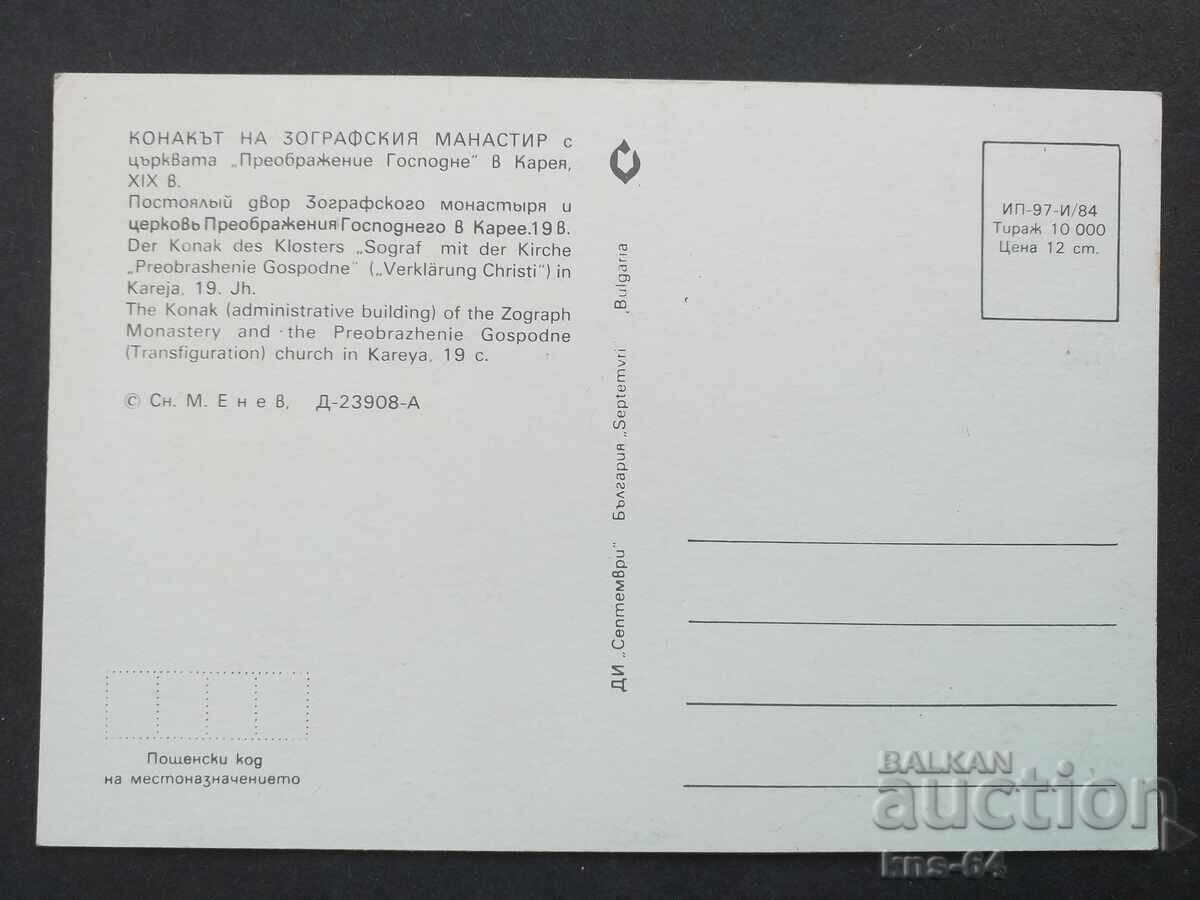 КОНАКЪТ НА ЗОГРАФСКИЯ МАНАСТИР с
църквата „Преображение Господне" в Карея,
XIX в.
Постоялый двор Зографского монастыря и
церковь Преображения Господнего в Карее.19 в.
Der Konak des Klosters „Sograf mit der Kirche
„Preobrashenie Gospodne" („Verklärung Christi") in
Kareja, 19. Jh.
The Konak (administrative building) of the Zograph
Monastery and the Preobrazhenie Gospodne
(Transfiguration) church in Kareya, 19 c.
© Сн. М. Енев, Д-23908-А
Пощенски код
на местоназначението
ДИ „Септември" България „Septemvri Bulgaria
ИП-97-И/84
Тираж 10 000
Цена 12 ст.
BALKAN
auction
kns-64